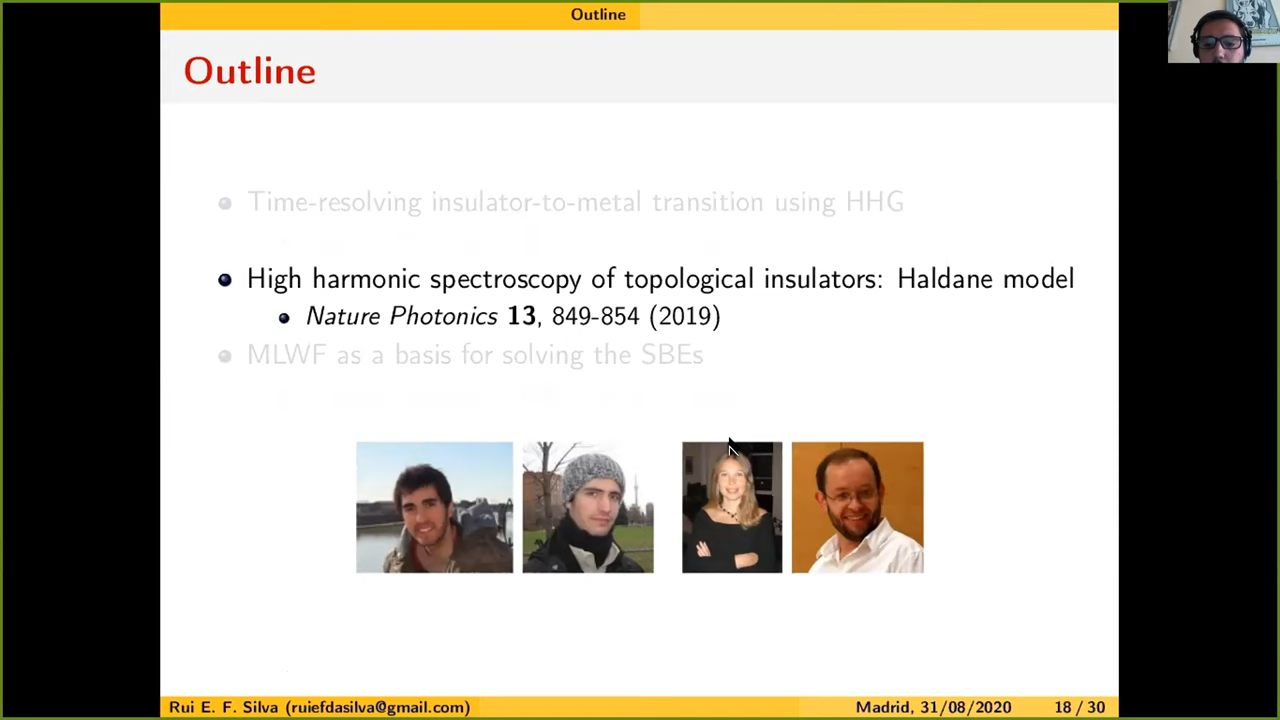 Outline
Outline
Time-resolving insulator-to-metal transition using HHG
High harmonic spectroscopy of topological insulators: Haldane model
Nature Photonics 13, 849-854 (2019)
MLWF as a basis for solving the SBEs
Rui E. F. Silva (ruiefdasilva@gmail.com) Madrid, 31/08/2020 18 / 30